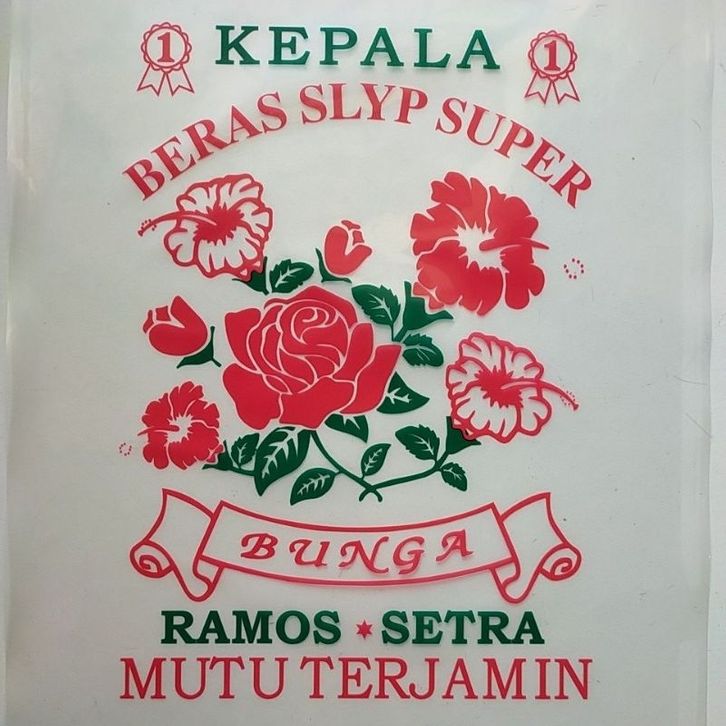 1 KEPALA 1
BERAS SLYP SUPER
BUNGA
RAMOS SETRA
MUTU TERJAMIN